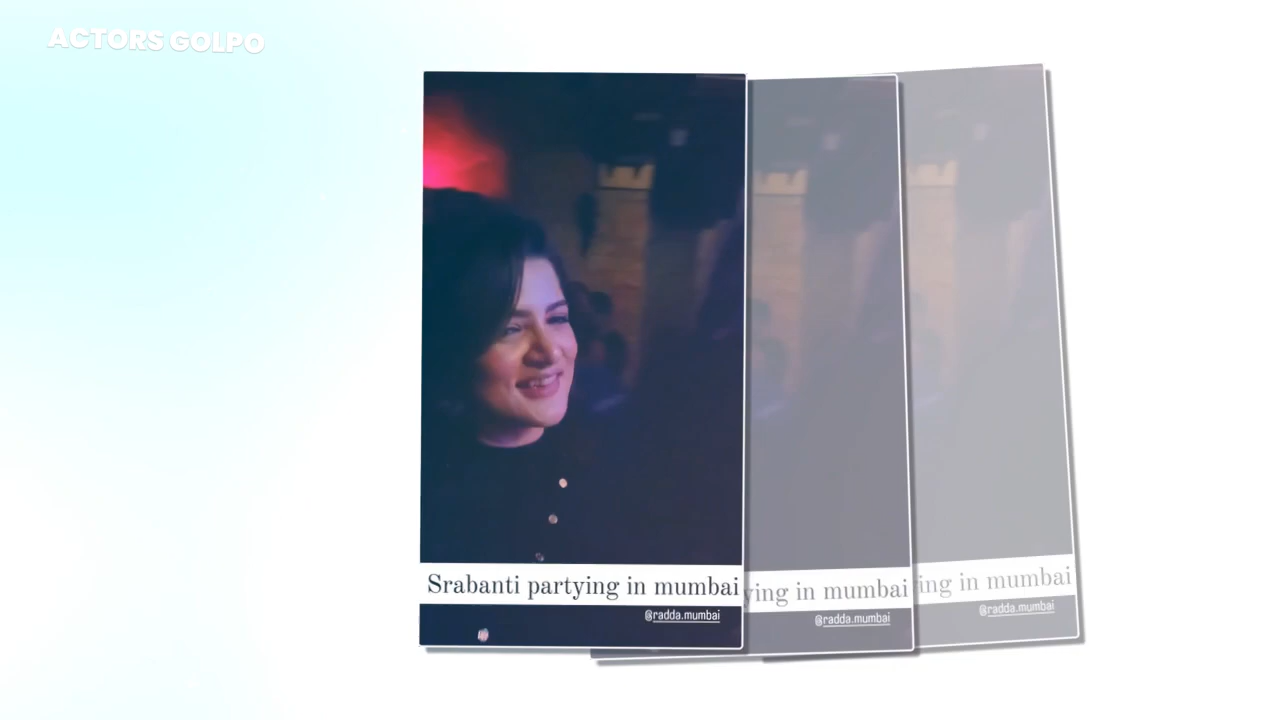 ACTORS GOLPO
Srabanti partying in mumbai
ying in mumbai
ing in mumbai
@radda.mumbai
@radda.mumbai
@radda.mumbai